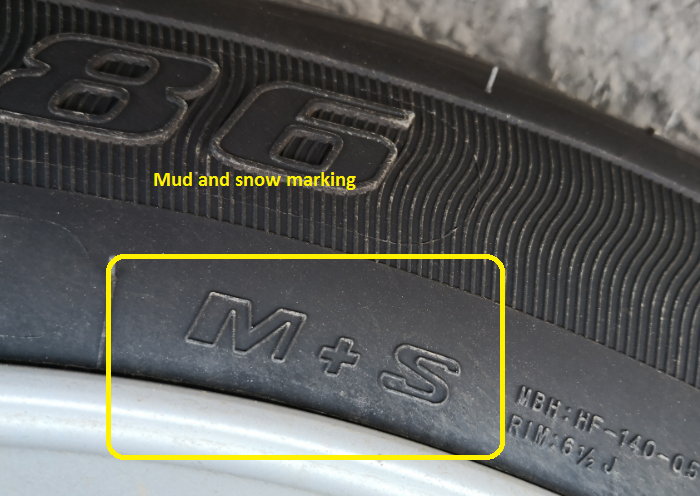 86
Mud and snow marking
M+S
MBH:HF-140-05
RIM:6½J